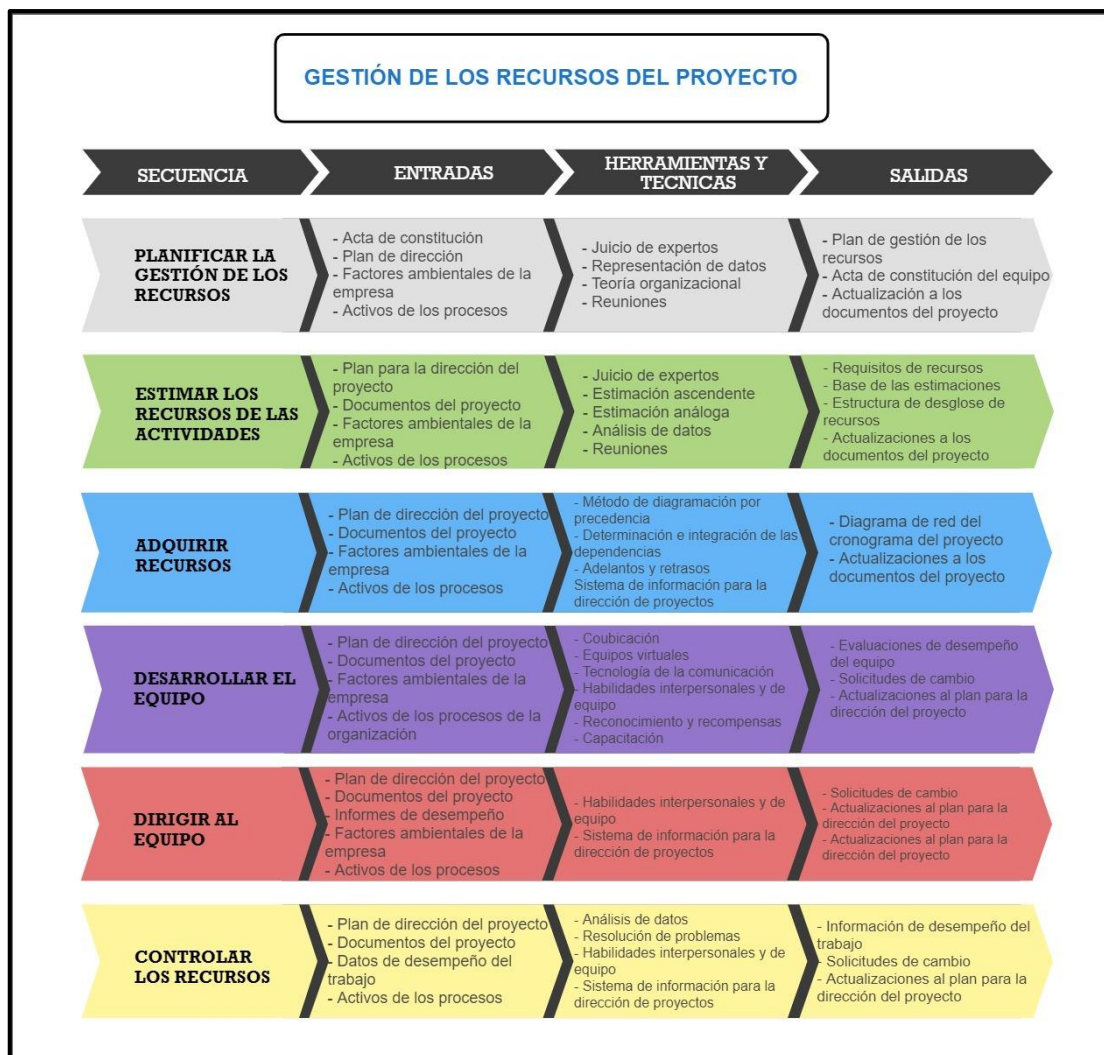 GESTIÓN DE LOS RECURSOS DEL PROYECTO
SECUENCIA
ENTRADAS
HERRAMIENTAS Y
TECNICAS
SALIDAS
PLANIFICAR LA
GESTIÓN DE LOS
RECURSOS
- Acta de constitución
- Plan de dirección
- Factores ambientales de la
empresa
- Activos de los procesos
- Juicio de expertos
- Representación de datos
- Teoría organizacional
- Reuniones
- Plan de gestión de los
recursos
- Acta de constitución del equipo
- Actualización a los
documentos del proyecto
ESTIMAR LOS
RECURSOS DE LAS
ACTIVIDADES
- Plan para la dirección del
proyecto
- Documentos del proyecto
- Factores ambientales de la
empresa
- Activos de los procesos
- Juicio de expertos
- Estimación ascendente
- Estimación análoga
- Análisis de datos
- Reuniones
- Requisitos de recursos
- Base de las estimaciones
- Estructura de desglose de
recursos
- Actualizaciones a los
documentos del proyecto
ADQUIRIR
RECURSOS
- Plan de dirección del proyecto
- Documentos del proyecto
- Factores ambientales de la
empresa
- Activos de los procesos
- Método de diagramación por
precedencia
- Determinación e integración de las
dependencias
- Adelantos y retrasos
Sistema de información para la
dirección de proyectos
- Diagrama de red del
cronograma del proyecto
- Actualizaciones a los
documentos del proyecto
DESARROLLAR EL
EQUIPO
- Plan de dirección del proyecto
- Documentos del proyecto
- Factores ambientales de la
empresa
- Activos de los procesos de la
organización
- Coubicación
- Equipos virtuales
- Tecnología de la comunicación
- Habilidades interpersonales y de
equipo
- Reconocimiento y recompensas
- Capacitación
- Evaluaciones de desempeño
del equipo
- Solicitudes de cambio
- Actualizaciones al plan para la
dirección del proyecto
DIRIGIR AL
EQUIPO
- Plan de dirección del proyecto
- Documentos del proyecto
- Informes de desempeño
- Factores ambientales de la
empresa
- Activos de los procesos
- Habilidades interpersonales y de
equipo
- Sistema de información para la
dirección de proyectos
- Solicitudes de cambio
- Actualizaciones al plan para la
dirección del proyecto
- Actualizaciones al plan para la
dirección del proyecto
CONTROLAR
LOS RECURSOS
- Plan de dirección del proyecto
- Documentos del proyecto
- Datos de desempeño del
trabajo
- Activos de los procesos
- Análisis de datos
- Resolución de problemas
- Habilidades interpersonales y de
equipo
- Sistema de información para la
dirección de proyectos
- Información de desempeño del
trabajo
- Solicitudes de cambio
- Actualizaciones al plan para la
dirección del proyecto